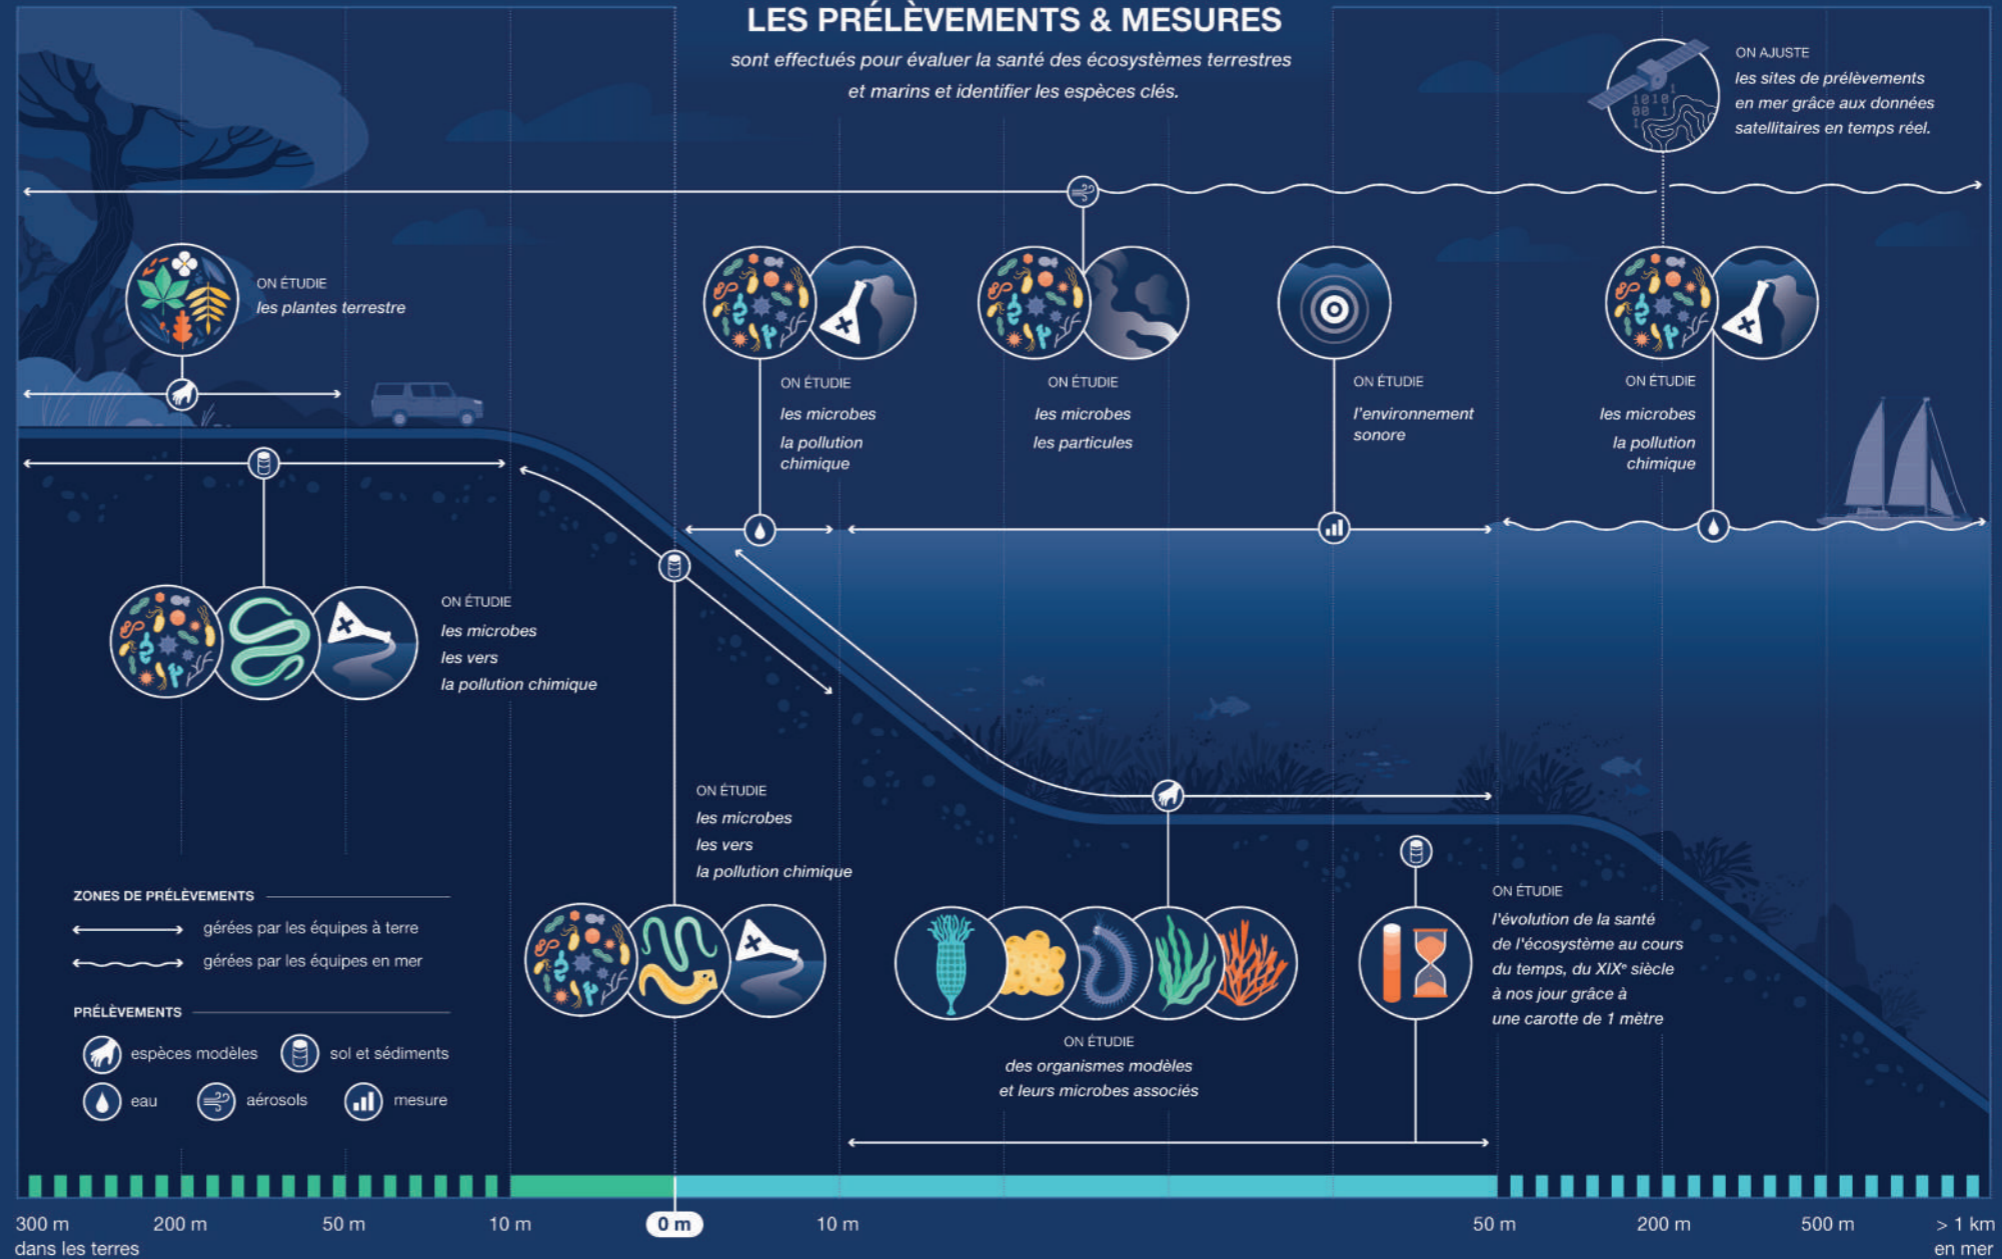 LES PRÉLÈVEMENTS & MESURES
sont effectués pour évaluer la santé des écosystèmes terrestres
et marins et identifier les espèces clés.
ON AJUSTE
les sites de prélèvements
en mer grâce aux données
satellitaires en temps réel.
10101
00 1
1
ON ÉTUDIE
les plantes terrestre
ON ÉTUDIE
les microbes
la pollution
chimique
ON ÉTUDIE
les microbes
les particules
ON ÉTUDIE
l'environnement
sonore
ON ÉTUDIE
les microbes
la pollution
chimique
ON ÉTUDIE
les microbes
les vers
la pollution chimique
ON ÉTUDIE
les microbes
les vers
la pollution chimique
ON ÉTUDIE
des organismes modèles
et leurs microbes associés
ON ÉTUDIE
l'évolution de la santé
de l'écosystème au cours
du temps, du XIXᵉ siècle
à nos jour grâce à
une carotte de 1 mètre
ZONES DE PRÉLÈVEMENTS
gérées par les équipes à terre
gérées par les équipes en mer
PRÉLÈVEMENTS
espèces modèles
sol et sédiments
eau
aérosols
mesure
300 m
dans les terres
200 m
50 m
10 m
0 m
10 m
50 m
200 m
500 m
> 1 km
en mer